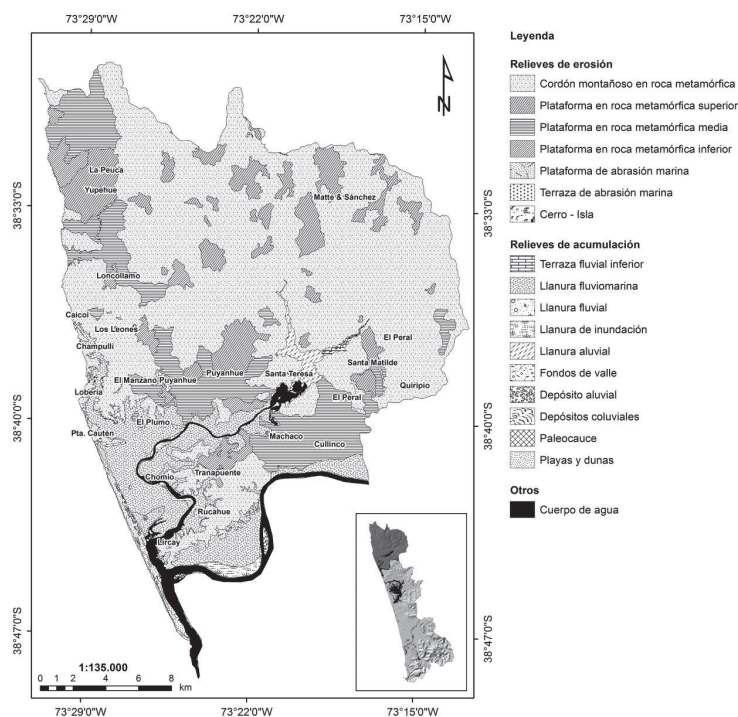 73°29'0"W 73°22'0"W 73°15'0"W
Leyenda
Relieves de erosión
Cordón montañoso en roca metamórfica
Plataforma en roca metamórfica superior
Plataforma en roca metamórfica media
Plataforma en roca metamórfica inferior
Plataforma de abrasión marina
Terraza de abrasión marina
Cerro - Isla
Relieves de acumulación
Terraza fluvial inferior
Llanura fluviomarina
Llanura fluvial
Llanura de inundación
Llanura aluvial
Fondos de valle
Depósito aluvial
Depósitos coluviales
Paleocauce
Playas y dunas
Otros
Cuerpo de agua
N
La Peuca
Yupehue
Matte & Sánchez
38°33'0"S
38°33'0"S
Loncollamo
Caicoi
Los Leones
Champulli
El Peral
Santa Matilde
Puyanhue
Santa Teresa
El Manzano Puyanhue
Quiripio
Lobería
El Peral
38°40'0"S
38°40'0"S
El Plumo
Pta. Cautén
Machaco
Cullinco
Chomio
Tranapuente
Rucahue
Lircay
38°47'0"S
38°47'0"S
1:135.000
0 1 2 4 6 8
km
73°29'0"W 73°22'0"W 73°15'0"W